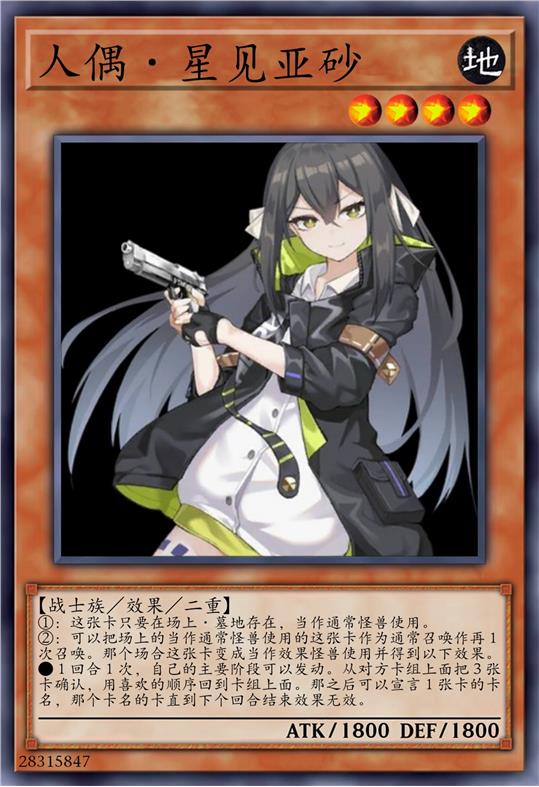 人偶·星见亚砂
地
【战士族／效果／二重】
①：这张卡只要在场上·墓地存在，当作通常怪兽使用。
②：可以把场上的当作通常怪兽使用的这张卡作为通常召唤作再1
次召唤。那个场合这张卡变成当作效果怪兽使用并得到以下效果。
●1回合1次，自己的主要阶段可以发动。从对方卡组上面把3张
卡确认，用喜欢的顺序回到卡组上面。那之后可以宣言1张卡的卡
名，那个卡名的卡直到下个回合结束效果无效。
ATK/1800 DEF/1800
28315847